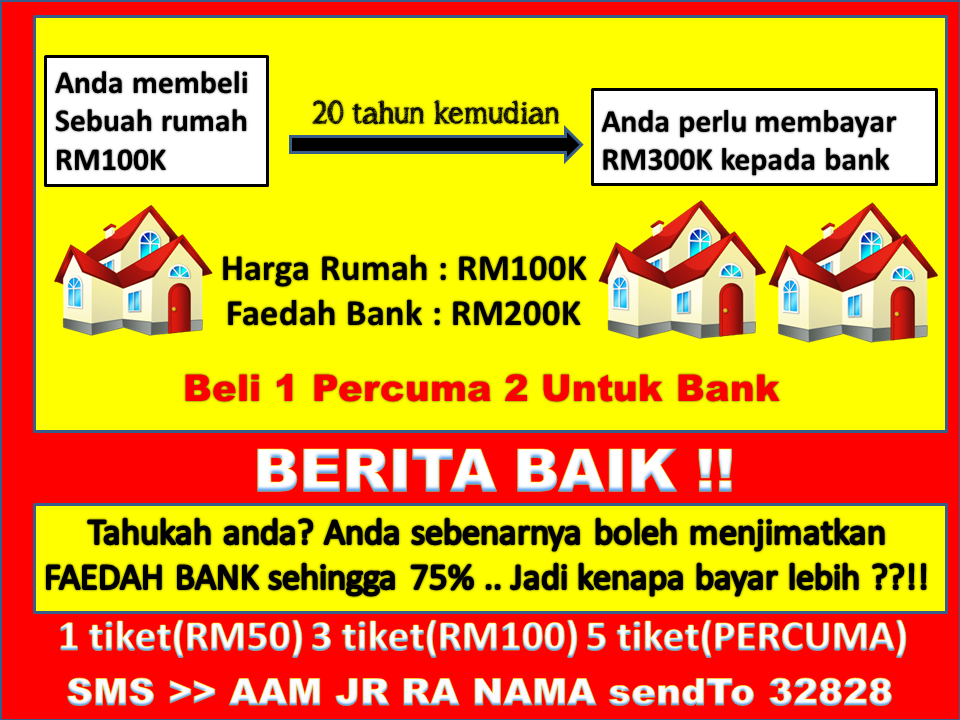 Anda membeli
Sebuah rumah
RM100K
20 tahun kemudian
Anda perlu membayar
RM300K kepada bank
Harga Rumah : RM100K
Faedah Bank : RM200K
Beli 1 Percuma 2 Untuk Bank
BERITA BAIK !!
Tahukah anda? Anda sebenarnya boleh menjimatkan
FAEDAH BANK sehingga 75% .. Jadi kenapa bayar lebih ??!!
1 tiket(RM50) 3 tiket(RM100) 5 tiket(PERCUMA)
SMS >> AAM JR RA NAMA sendTo 32828